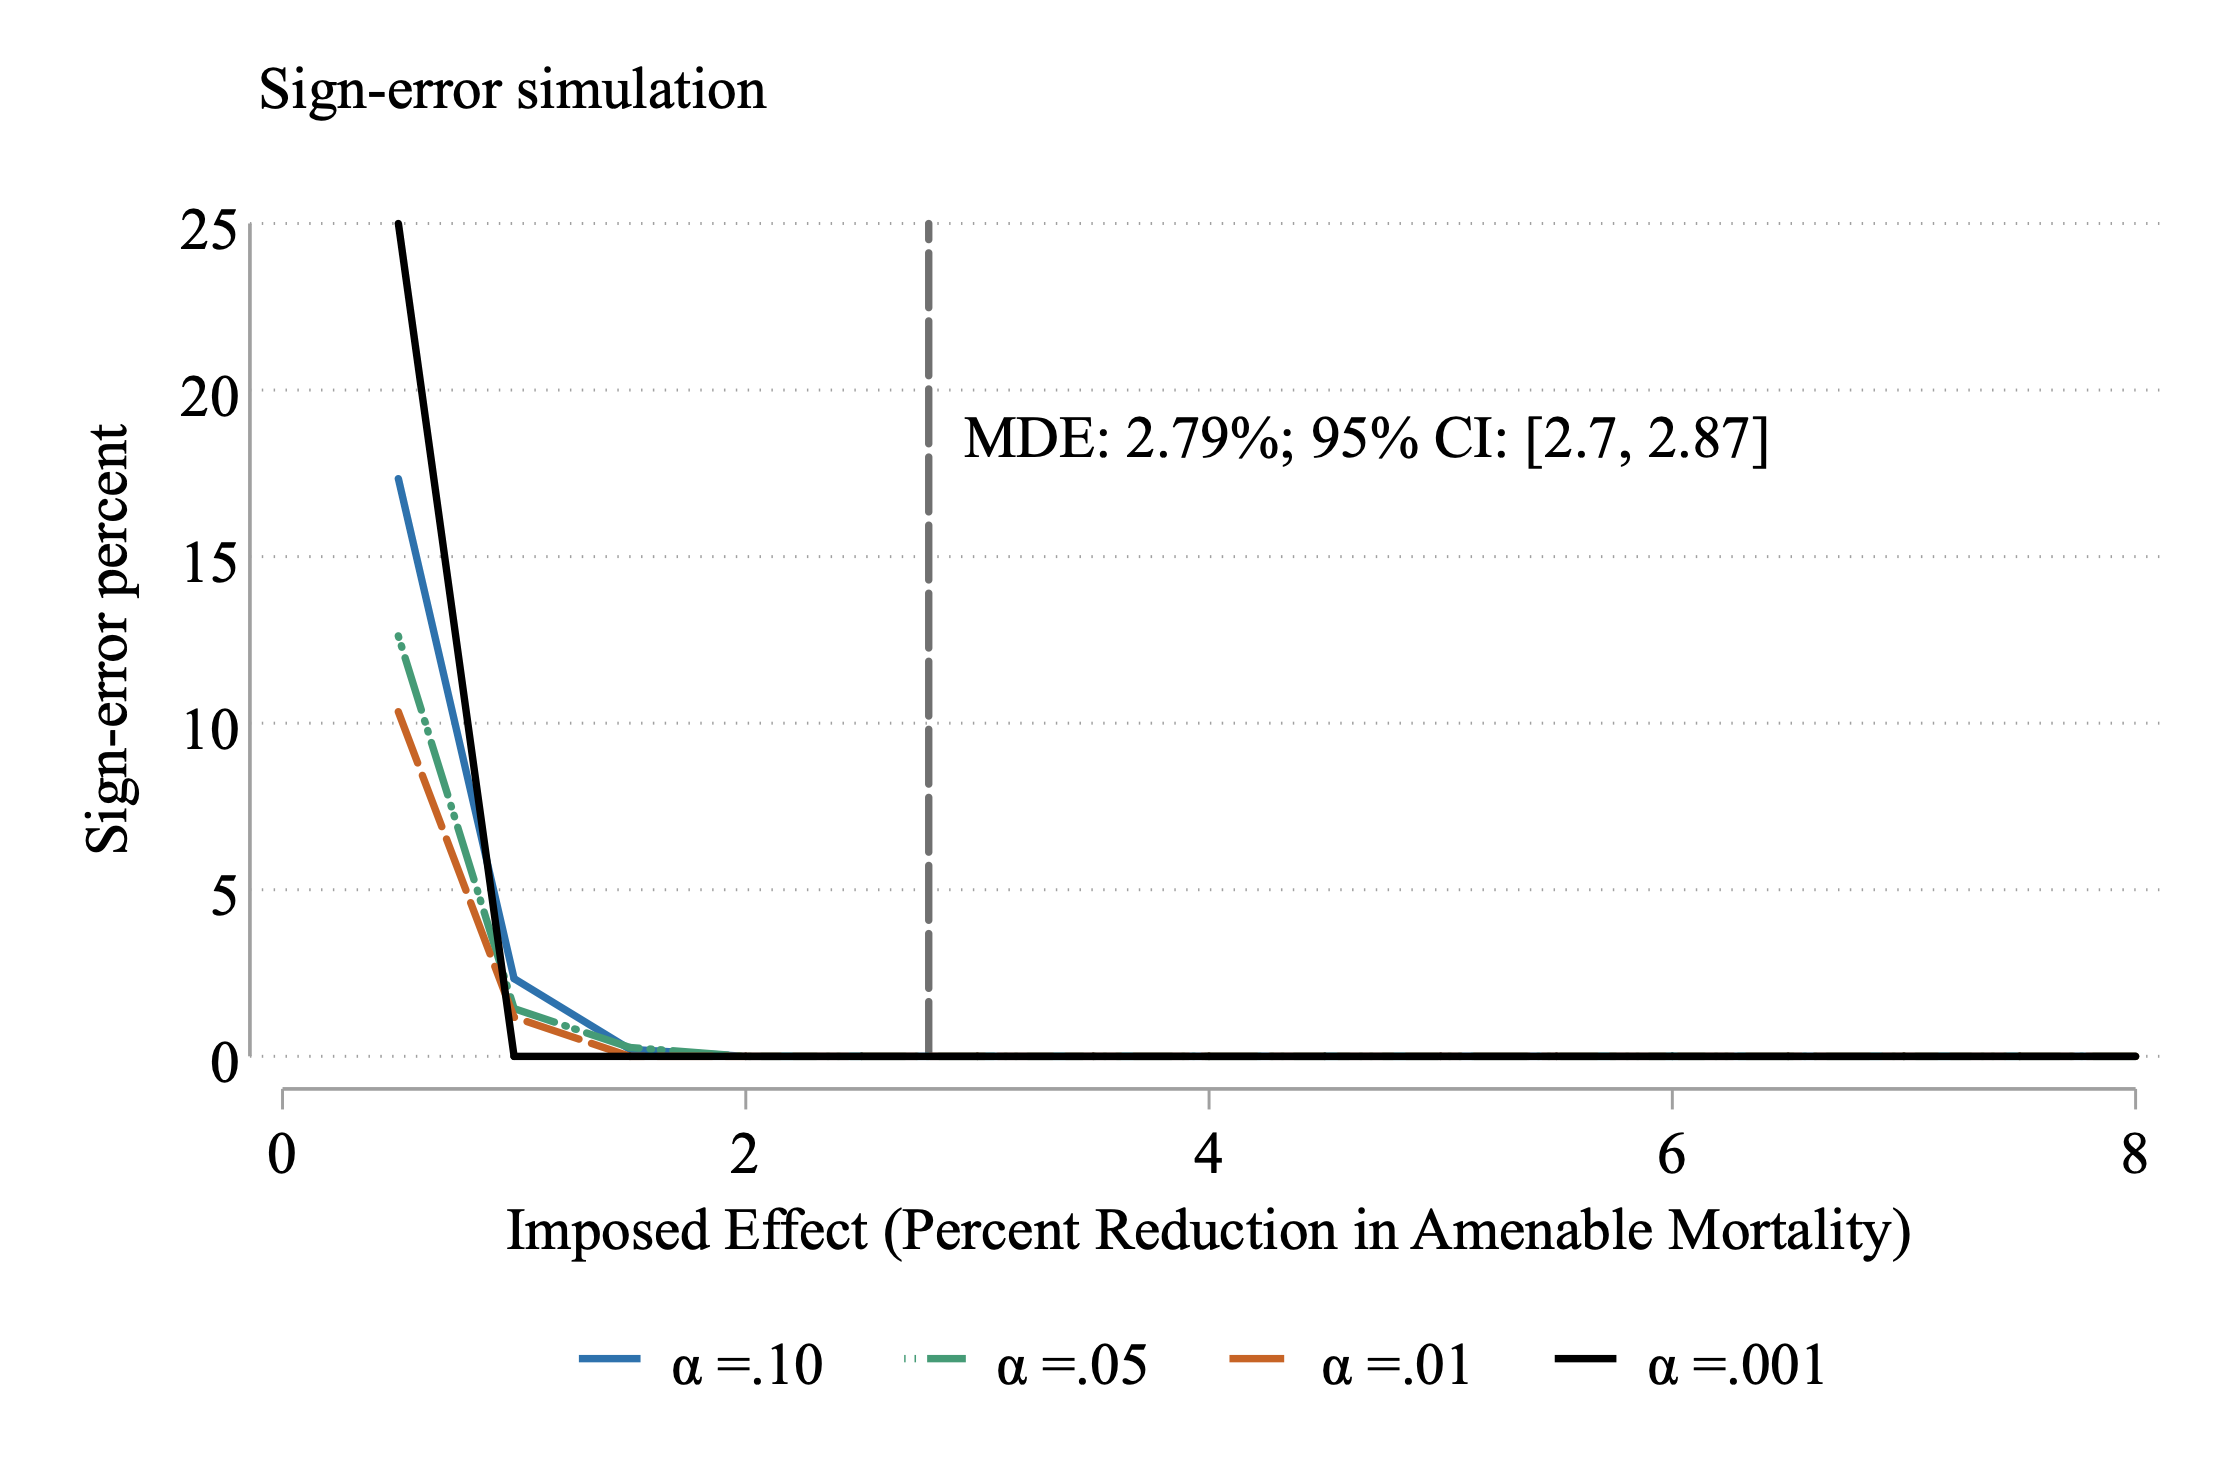 Sign-error simulation
25
20
15
10
5
0
Sign-error percent
MDE: 2.79%; 95% CI: [2.7, 2.87]
0 2 4 6 8
Imposed Effect (Percent Reduction in Amenable Mortality)
α =.10 α =.05 α =.01 α =.001